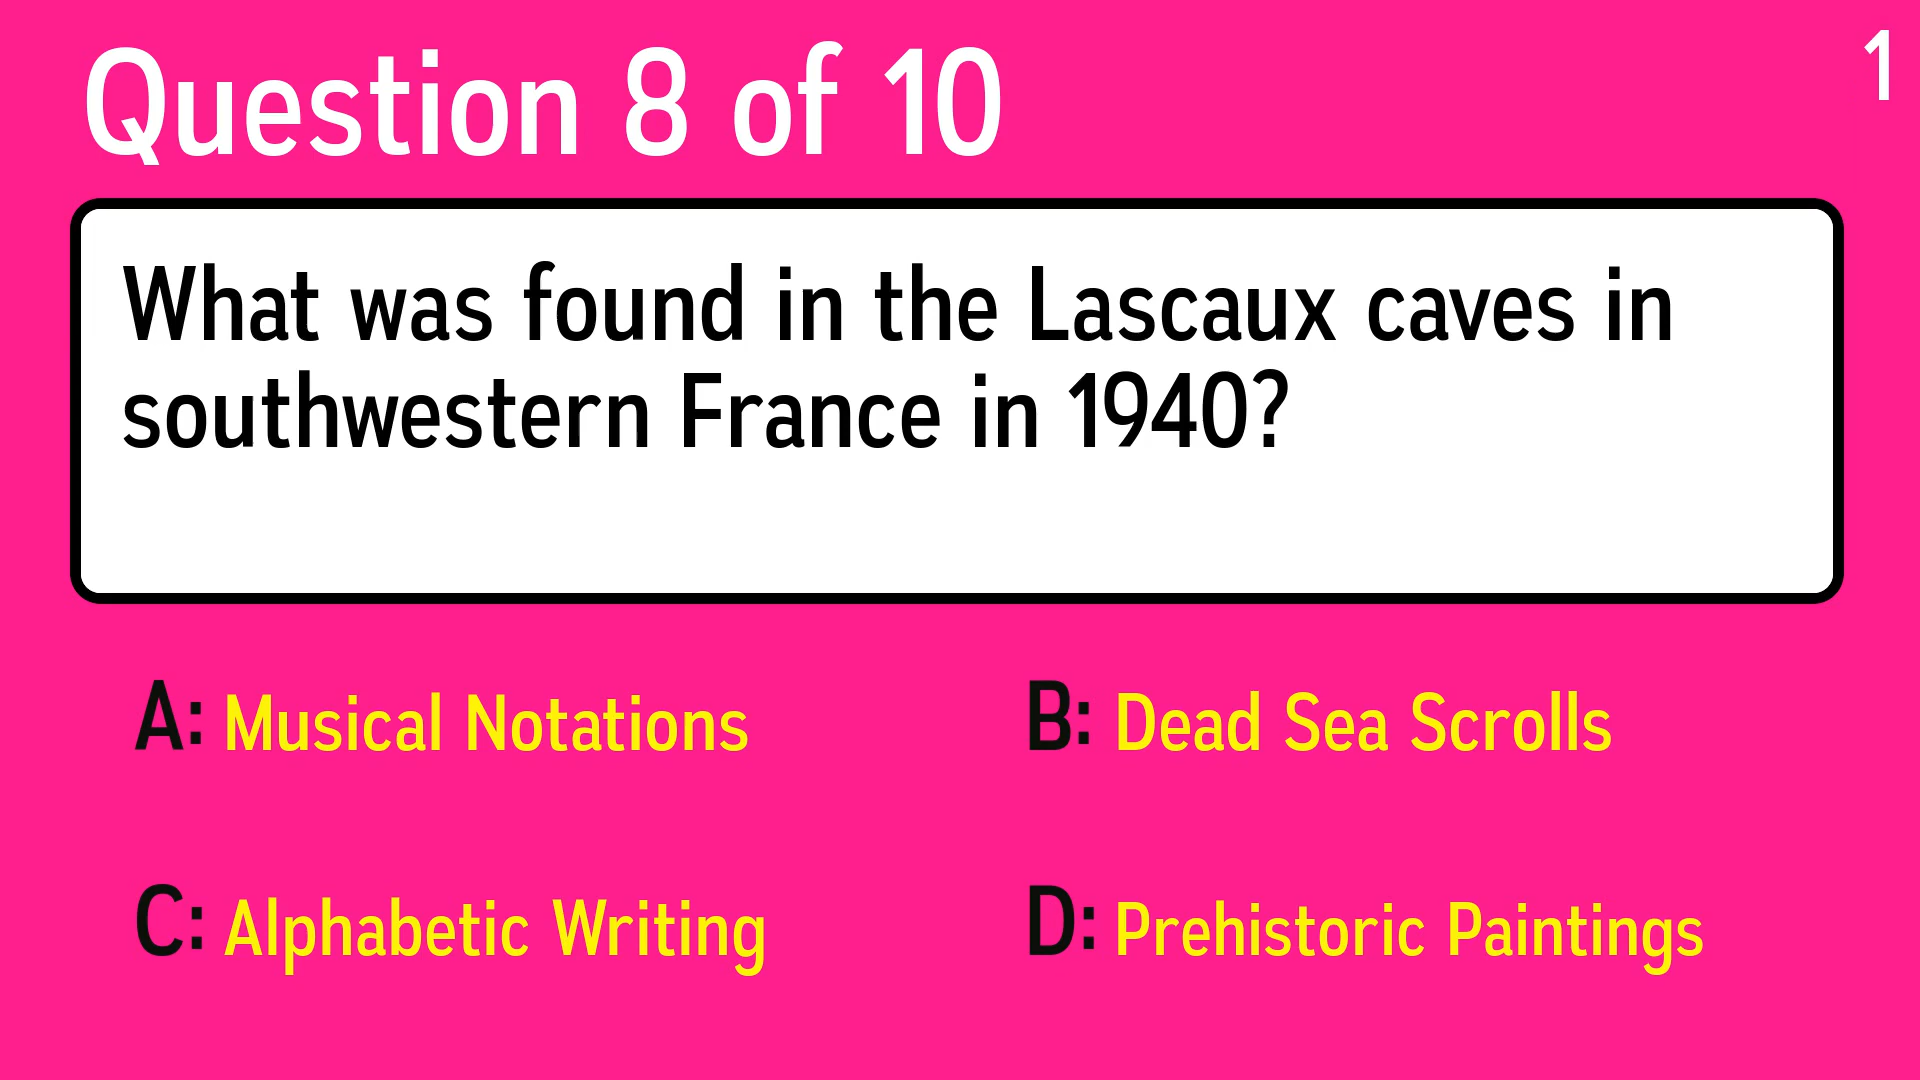 Question 8 of 10
1
What was found in the Lascaux caves in
southwestern France in 1940?
A: Musical Notations
B: Dead Sea Scrolls
C: Alphabetic Writing
D: Prehistoric Paintings